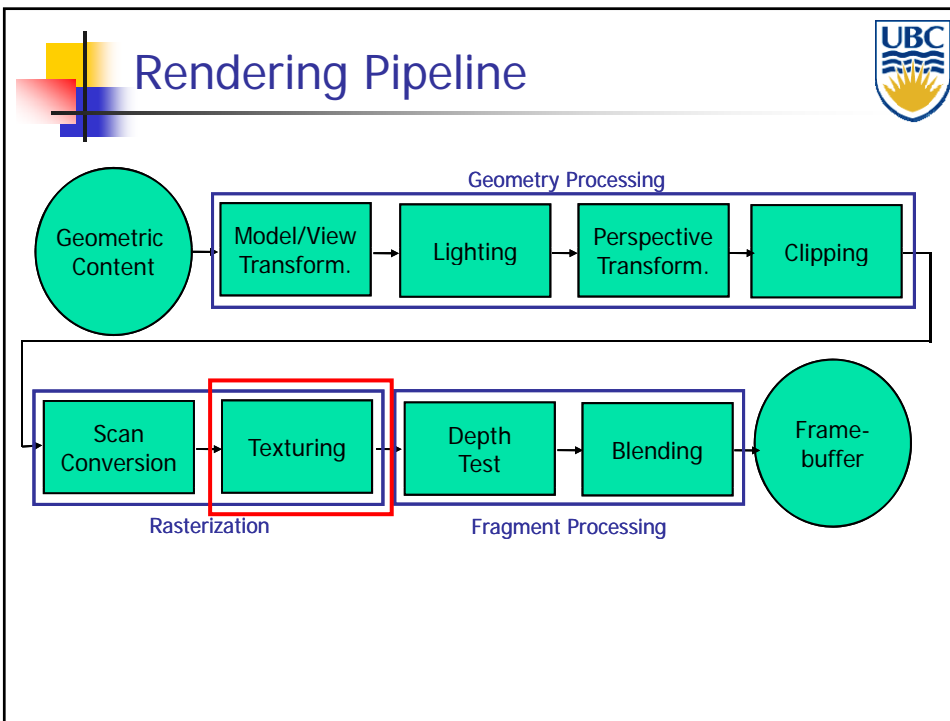 Rendering Pipeline
UBC
Geometry Processing
Geometric
Content
Model/View
Transform.
Lighting
Perspective
Transform.
Clipping
Scan
Conversion
Texturing
Depth
Test
Blending
Frame-
buffer
Rasterization
Fragment Processing